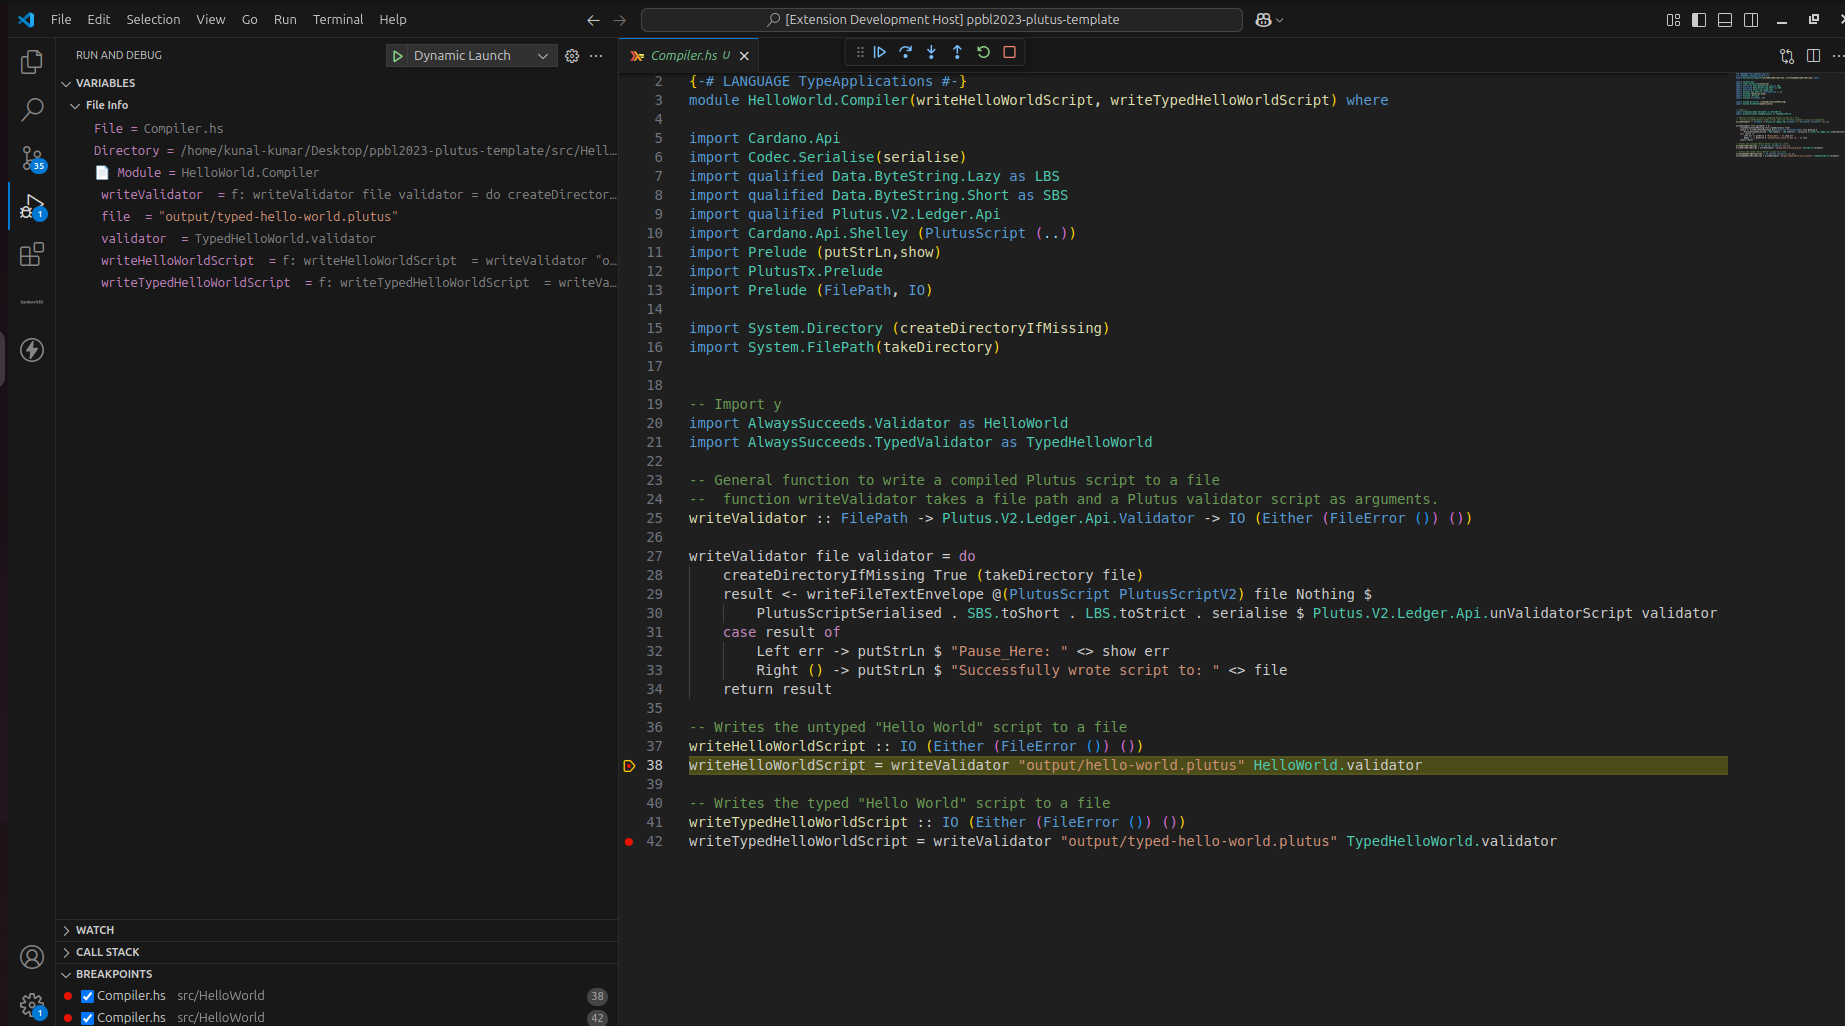 File Edit Selection View Go Run Terminal Help
[Extension Development Host] ppbl2023-plutus-template
RUN AND DEBUG
Dynamic Launch
Compiler.hs U
VARIABLES
File Info
File = Compiler.hs
Directory = /home/kunal-kumar/Desktop/ppbl2023-plutus-template/src/Hell...
Module = HelloWorld.Compiler
writeValidator = f: writeValidator file validator = do createDirector...
file = "output/typed-hello-world.plutus"
validator = TypedHelloWorld.validator
writeHelloWorldScript = f: writeHelloWorldScript = writeValidator "o...
writeTypedHelloWorldScript = f: writeTypedHelloWorldScript = writeVa...
35
1
WATCH
CALL STACK
BREAKPOINTS
Compiler.hs src/HelloWorld 38
Compiler.hs src/HelloWorld 42
1
2 {-# LANGUAGE TypeApplications #-}
3 module HelloWorld.Compiler(writeHelloWorldScript, writeTypedHelloWorldScript) where
4
5 import Cardano.Api
6 import Codec.Serialise(serialise)
7 import qualified Data.ByteString.Lazy as LBS
8 import qualified Data.ByteString.Short as SBS
9 import qualified Plutus.V2.Ledger.Api
10 import Cardano.Api.Shelley (PlutusScript (..))
11 import Prelude (putStrLn,show)
12 import PlutusTx.Prelude
13 import Prelude (FilePath, IO)
14
15 import System.Directory (createDirectoryIfMissing)
16 import System.FilePath(takeDirectory)
17
18
19 -- Import y
20 import AlwaysSucceeds.Validator as HelloWorld
21 import AlwaysSucceeds.TypedValidator as TypedHelloWorld
22
23 -- General function to write a compiled Plutus script to a file
24 --  function writeValidator takes a file path and a Plutus validator script as arguments.
25 writeValidator :: FilePath -> Plutus.V2.Ledger.Api.Validator -> IO (Either (FileError ()) ())
26
27 writeValidator file validator = do
28     createDirectoryIfMissing True (takeDirectory file)
29     result <- writeFileTextEnvelope @(PlutusScript PlutusScriptV2) file Nothing $
30         PlutusScriptSerialised . SBS.toShort . LBS.toStrict . serialise $ Plutus.V2.Ledger.Api.unValidatorScript validator
31     case result of
32         Left err -> putStrLn $ "Pause_Here: " <> show err
33         Right () -> putStrLn $ "Successfully wrote script to: " <> file
34     return result
35
36 -- Writes the untyped "Hello World" script to a file
37 writeHelloWorldScript :: IO (Either (FileError ()) ())
38 writeHelloWorldScript = writeValidator "output/hello-world.plutus" HelloWorld.validator
39
40 -- Writes the typed "Hello World" script to a file
41 writeTypedHelloWorldScript :: IO (Either (FileError ()) ())
42 writeTypedHelloWorldScript = writeValidator "output/typed-hello-world.plutus" TypedHelloWorld.validator